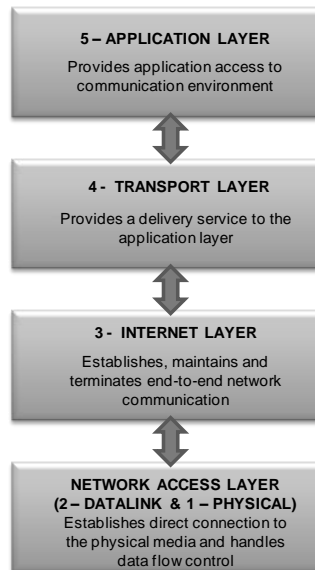 5 – APPLICATION LAYER
Provides application access to
communication environment
4 - TRANSPORT LAYER
Provides a delivery service to the
application layer
3 - INTERNET LAYER
Establishes, maintains and
terminates end-to-end network
communication
NETWORK ACCESS LAYER
(2 – DATALINK & 1 – PHYSICAL)
Establishes direct connection to
the physical media and handles
data flow control